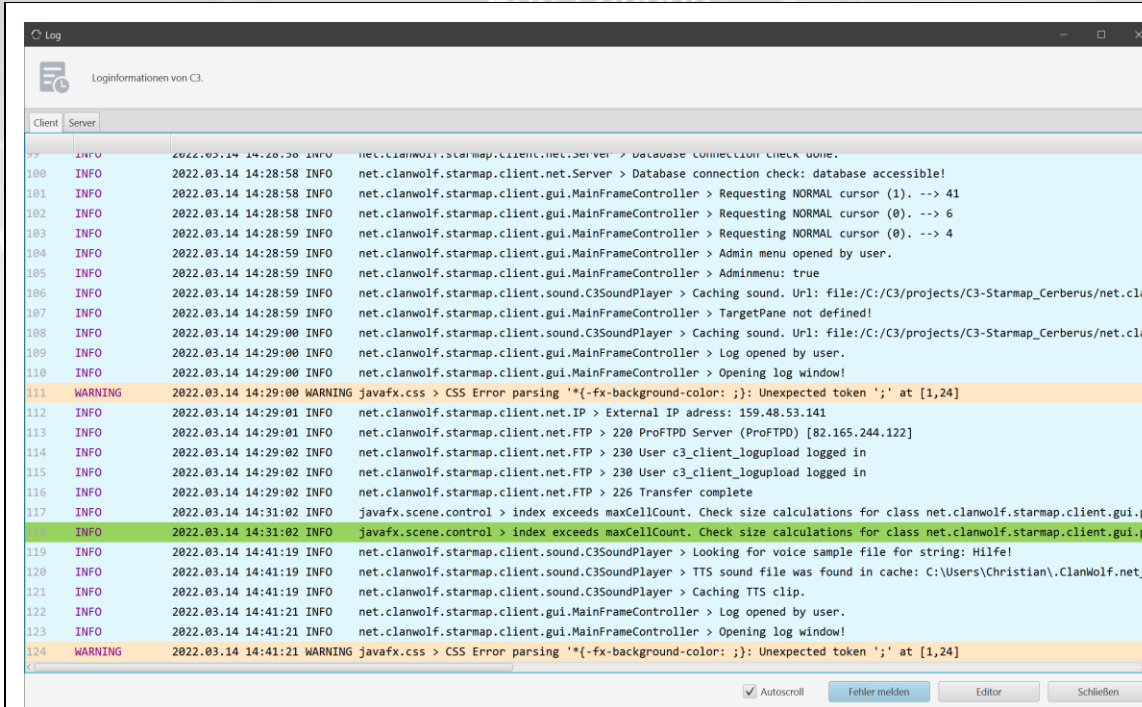 Log
Loginformationen von C3.
Client Server
99 INFO 2022.03.14 14:28:58 INFO net.clanwolf.starmap.client.net.Server > Database connection check done.
100 INFO 2022.03.14 14:28:58 INFO net.clanwolf.starmap.client.net.Server > Database connection check: database accessible!
101 INFO 2022.03.14 14:28:58 INFO net.clanwolf.starmap.client.gui.MainFrameController > Requesting NORMAL cursor (1). --> 41
102 INFO 2022.03.14 14:28:58 INFO net.clanwolf.starmap.client.gui.MainFrameController > Requesting NORMAL cursor (0). --> 6
103 INFO 2022.03.14 14:28:59 INFO net.clanwolf.starmap.client.gui.MainFrameController > Requesting NORMAL cursor (0). --> 4
104 INFO 2022.03.14 14:28:59 INFO net.clanwolf.starmap.client.gui.MainFrameController > Admin menu opened by user.
105 INFO 2022.03.14 14:28:59 INFO net.clanwolf.starmap.client.gui.MainFrameController > Adminmenu: true
106 INFO 2022.03.14 14:28:59 INFO net.clanwolf.starmap.client.sound.C3SoundPlayer > Caching sound. Url: file:/C:/C3/projects/C3-Starmap_Cerberus/net.cla
107 INFO 2022.03.14 14:28:59 INFO net.clanwolf.starmap.client.gui.MainFrameController > TargetPane not defined!
108 INFO 2022.03.14 14:29:00 INFO net.clanwolf.starmap.client.sound.C3SoundPlayer > Caching sound. Url: file:/C:/C3/projects/C3-Starmap_Cerberus/net.cla
109 INFO 2022.03.14 14:29:00 INFO net.clanwolf.starmap.client.gui.MainFrameController > Log opened by user.
110 INFO 2022.03.14 14:29:00 INFO net.clanwolf.starmap.client.gui.MainFrameController > Opening log window!
111 WARNING 2022.03.14 14:29:00 WARNING javafx.css > CSS Error parsing '*{-fx-background-color: ;}: Unexpected token ';' at [1,24]
112 INFO 2022.03.14 14:29:01 INFO net.clanwolf.starmap.client.net.IP > External IP adress: 159.48.53.141
113 INFO 2022.03.14 14:29:01 INFO net.clanwolf.starmap.client.net.FTP > 220 ProFTPD Server (ProFTPD) [82.165.244.122]
114 INFO 2022.03.14 14:29:02 INFO net.clanwolf.starmap.client.net.FTP > 230 User c3_client_logupload logged in
115 INFO 2022.03.14 14:29:02 INFO net.clanwolf.starmap.client.net.FTP > 230 User c3_client_logupload logged in
116 INFO 2022.03.14 14:29:02 INFO net.clanwolf.starmap.client.net.FTP > 226 Transfer complete
117 INFO 2022.03.14 14:31:02 INFO javafx.scene.control > index exceeds maxCellCount. Check size calculations for class net.clanwolf.starmap.client.gui.p
118 INFO 2022.03.14 14:31:02 INFO javafx.scene.control > index exceeds maxCellCount. Check size calculations for class net.clanwolf.starmap.client.gui.p
119 INFO 2022.03.14 14:41:19 INFO net.clanwolf.starmap.client.sound.C3SoundPlayer > Looking for voice sample file for string: Hilfe!
120 INFO 2022.03.14 14:41:19 INFO net.clanwolf.starmap.client.sound.C3SoundPlayer > TTS sound file was found in cache: C:\Users\Christian\.ClanWolf.net_
121 INFO 2022.03.14 14:41:19 INFO net.clanwolf.starmap.client.sound.C3SoundPlayer > Caching TTS clip.
122 INFO 2022.03.14 14:41:21 INFO net.clanwolf.starmap.client.gui.MainFrameController > Log opened by user.
123 INFO 2022.03.14 14:41:21 INFO net.clanwolf.starmap.client.gui.MainFrameController > Opening log window!
124 WARNING 2022.03.14 14:41:21 WARNING javafx.css > CSS Error parsing '*{-fx-background-color: ;}: Unexpected token ';' at [1,24]
Autoscroll Fehler melden Editor Schließen